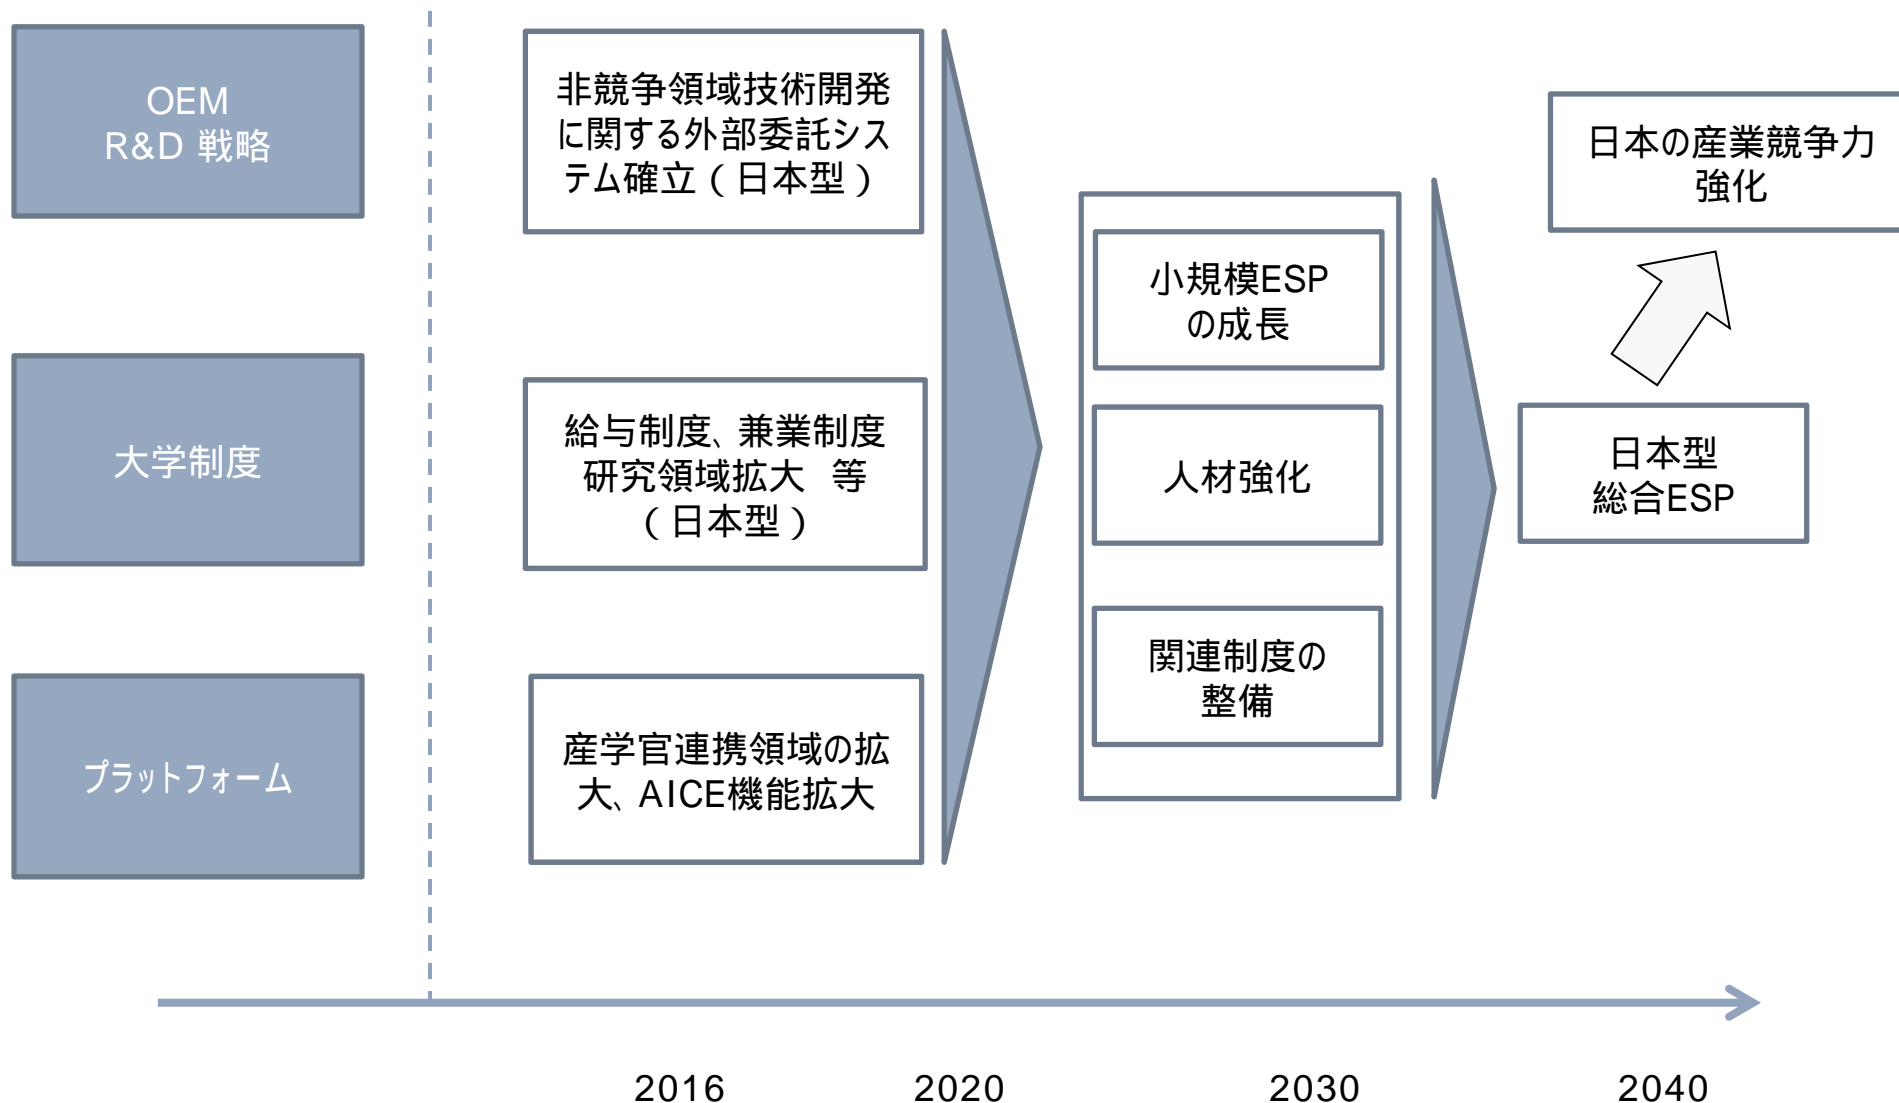 OEM
R&D 戦略
非競争領域技術開発
に関する外部委託シス
テム確立（日本型）
日本の産業競争力
強化
小規模ESP
の成長
大学制度
給与制度、兼業制度
研究領域拡大　等
（日本型）
人材強化
日本型
総合ESP
関連制度の
整備
プラットフォーム
産学官連携領域の拡
大、AICE機能拡大
2016
2020
2030
2040